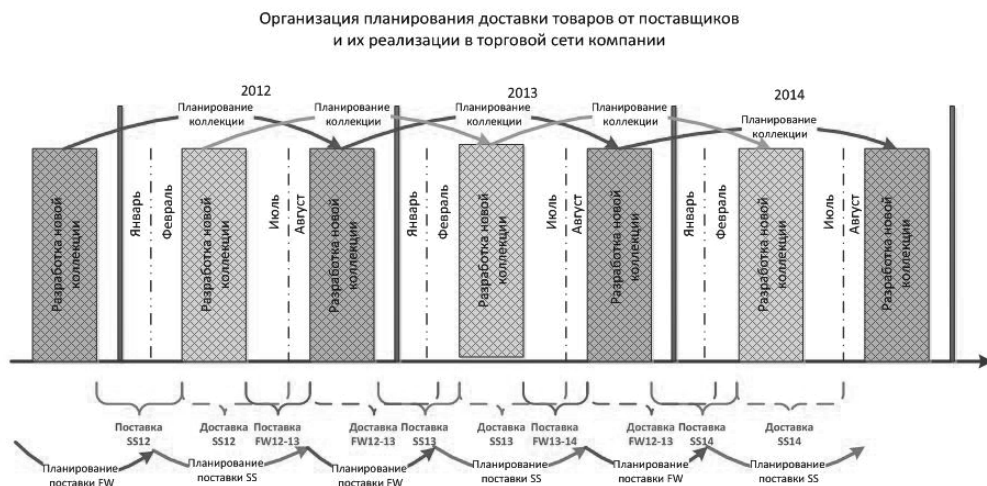 Организация планирования доставки товаров от поставщиков
и их реализации в торговой сети компании
2012
2013
2014
Планирование
коллекции
Планирование
коллекции
Планирование
коллекции
Планирование
коллекции
Планирование
коллекции
Разработка новой
коллекции
Январь
Февраль
Разработка новой
коллекции
Июль
Август
Разработка новой
коллекции
Январь
Февраль
Разработка новой
коллекции
Июль
Август
Разработка новой
коллекции
Январь
Февраль
Разработка новой
коллекции
Июль
Август
Разработка новой
коллекции
Поставка
SS12
Доставка
SS12
Поставка
FW12-13
Доставка
FW12-13
Поставка
SS13
Доставка
SS13
Поставка
FW13-14
Доставка
FW12-13
Поставка
SS14
Доставка
SS14
Планирование
поставки FW
Планирование
поставки SS
Планирование
поставки FW
Планирование
поставки SS
Планирование
поставки FW
Планирование
поставки SS